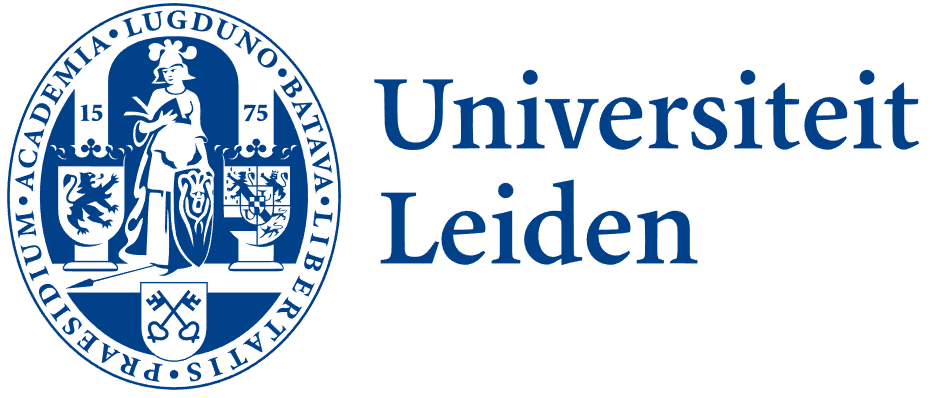 ACADEMIA • LUGDUNO • BATAVA • LIBERTATIS • PRAESIDIUM •
15 75
Universiteit
Leiden